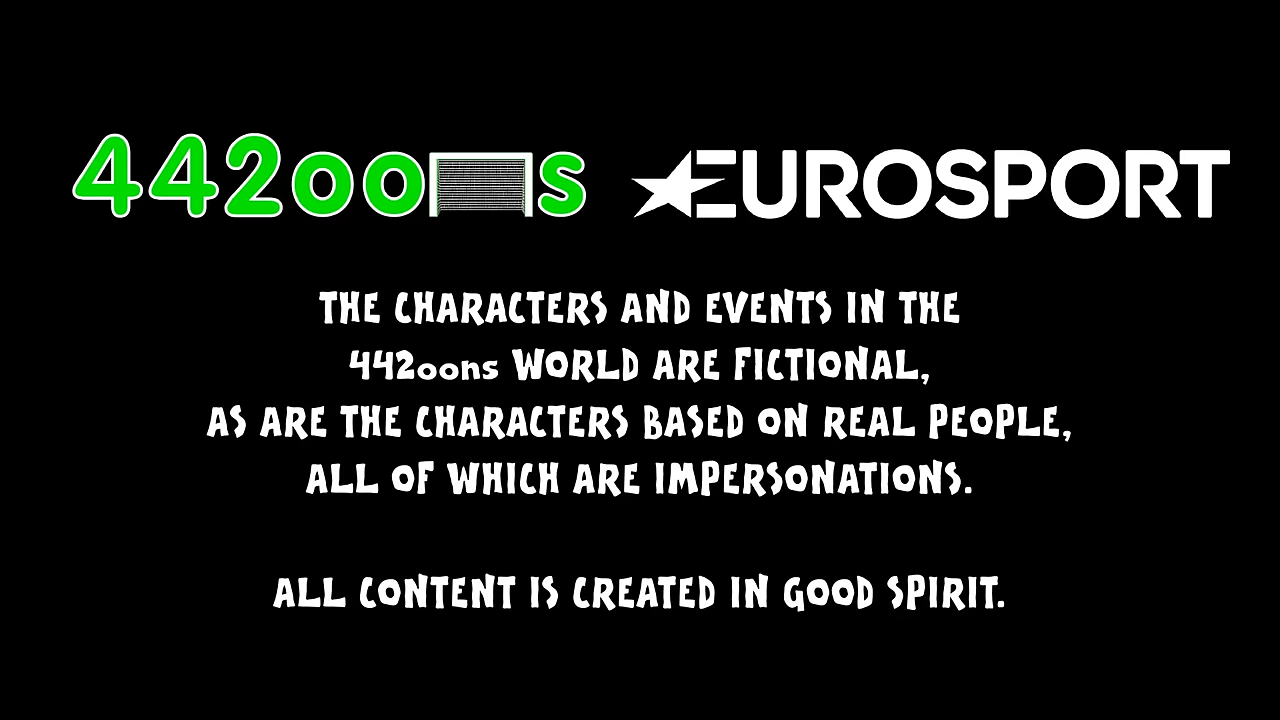 442oons EUROSPORT
THE CHARACTERS AND EVENTS IN THE
442oons WORLD ARE FICTIONAL,
AS ARE THE CHARACTERS BASED ON REAL PEOPLE,
ALL OF WHICH ARE IMPERSONATIONS.
ALL CONTENT IS CREATED IN GOOD SPIRIT.